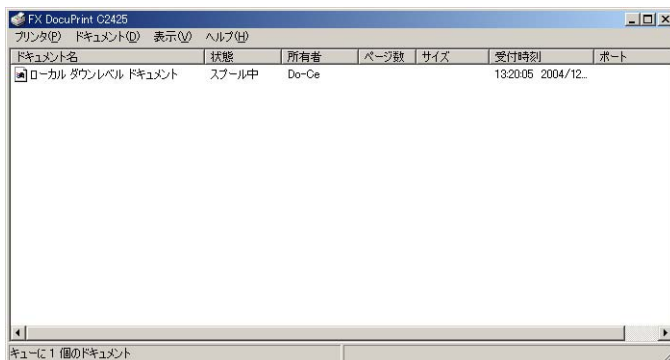 FX DocuPrint C2425
プリンタ(P) ドキュメント(D) 表示(V) ヘルプ(H)
ドキュメント名 状態 所有者 ページ数 サイズ 受付時刻 ポート
ローカル ダウンレベル ドキュメント スプール中 Do-Ce 13:20:05 2004/12...
キューに 1 個のドキュメント